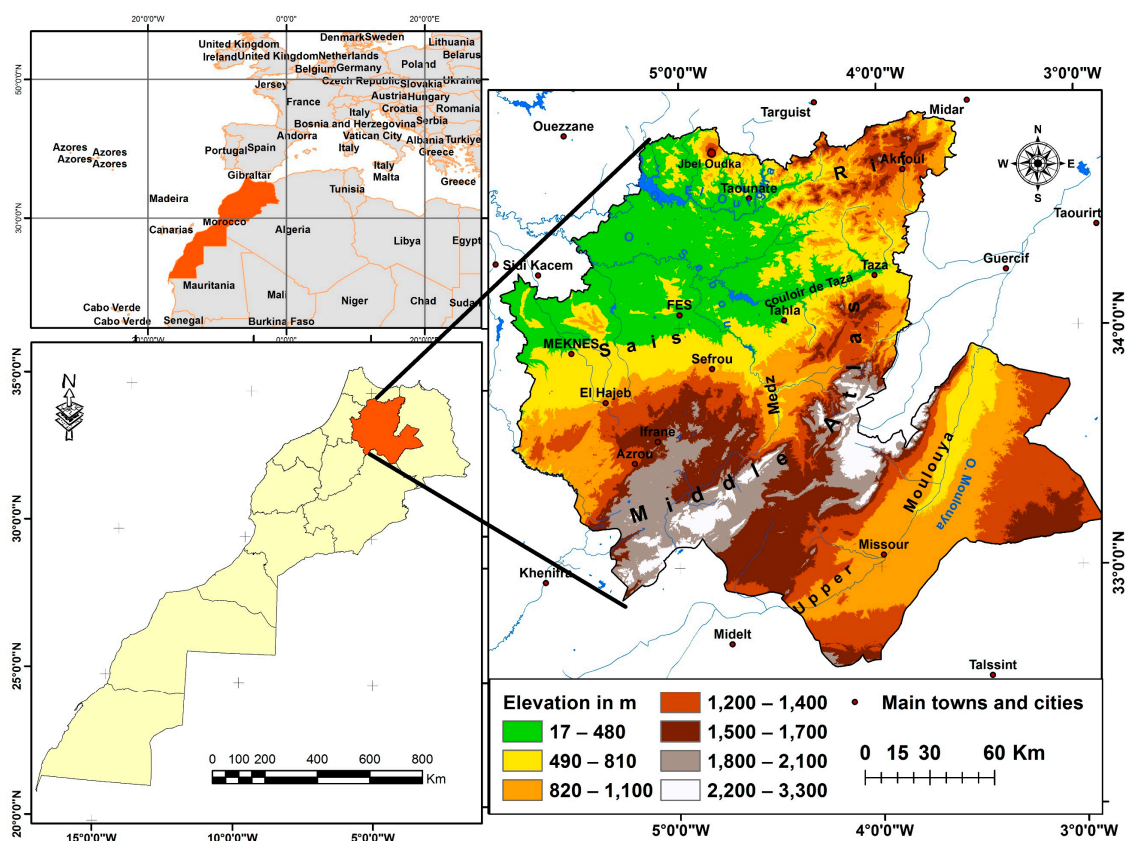 20°0'0"W 0°0'0" 20°0'0"E
50°0'0"N
30°0'0"N
United Kingdom
Denmark Sweden
Lithuania
Ireland United Kingdom Netherlands
Belarus
Belgium Germany
Poland
Czech Republic Slovakia Ukraine
Jersey
Austria Hungary
France
Croatia
Romania
Italy
Bosnia and Herzegovina Serbia
Andorra
Vatican City
Albania Turkiye
Azores
Azores Azores
Azores
Portugal Spain
Italy
Greece
Italy
Gibraltar
Malta
Greece
Tunisia
Madeira
Canarias
Morocco
Algeria
Libya
Egypt
Mauritania
Mali
Niger
Chad
Sudan
Cabo Verde
Cabo Verde
Senegal
Burkina Faso
35°0'0"N
30°0'0"N
25°0'0"N
20°0'0"N
N
0 100 200 400 600 800
Km
15°0'0"W 10°0'0"W 5°0'0"W
5°0'0"W 4°0'0"W 3°0'0"W
Targuist
Midar
Ouezzane
Jbel Oudka
Aknoul
R i
Taounate
N
W E
S
Taourirt
Guercif
Sidi Kacem
Taza
couloir de Taza
Tahla
FES
MEKNES
Sais
Sefrou
El Hajeb
Medz
Ifrane
Azrou
Middle Atlas
Moulouya
O. Moulouya
Missour
Upper
Khenifra
Midelt
Talssint
34°0'0"N
33°0'0"N
Elevation in m
17 – 480
490 – 810
820 – 1,100
1,200 – 1,400
1,500 – 1,700
1,800 – 2,100
2,200 – 3,300
Main towns and cities
0 15 30 60 Km
5°0'0"W 4°0'0"W 3°0'0"W